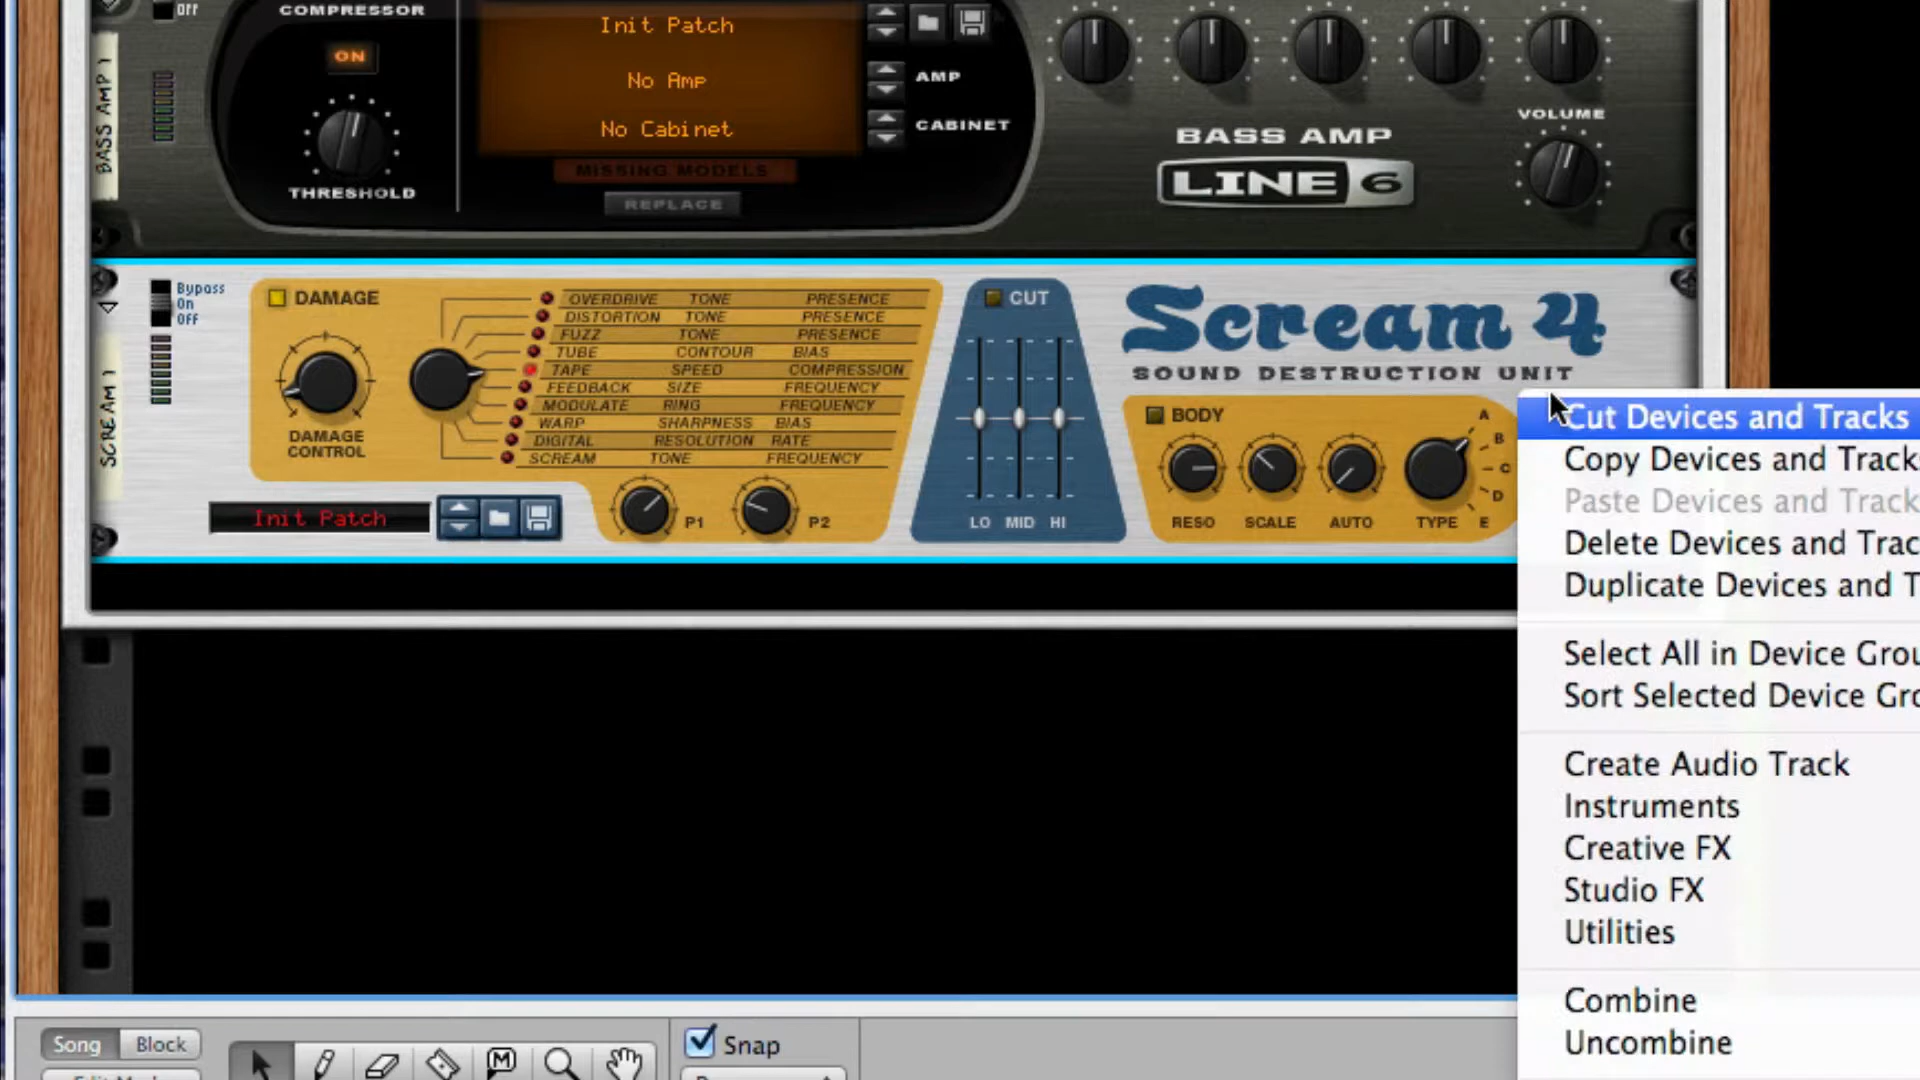 Off
COMPRESSOR
ON
THRESHOLD
BASS AMP 1
Init Patch
No Amp
No Cabinet
AMP
CABINET
MISSING MODELS
REPLACE
VOLUME
BASS AMP
LINE 6
Bypass
On
Off
SCREAM 1
DAMAGE
DAMAGE
CONTROL
OVERDRIVE TONE PRESENCE
DISTORTION TONE PRESENCE
FUZZ TONE PRESENCE
TUBE CONTOUR BIAS
TAPE SPEED COMPRESSION
FEEDBACK SIZE FREQUENCY
MODULATE RING FREQUENCY
WARP SHARPNESS BIAS
DIGITAL RESOLUTION RATE
SCREAM TONE FREQUENCY
Init Patch
P1
P2
CUT
LO MID HI
Scream 4
SOUND DESTRUCTION UNIT
BODY
A
B
C
D
E
RESO SCALE AUTO TYPE
Cut Devices and Tracks
Copy Devices and Tracks
Paste Devices and Track
Delete Devices and Trac
Duplicate Devices and T
Select All in Device Grou
Sort Selected Device Gro
Create Audio Track
Instruments
Creative FX
Studio FX
Utilities
Combine
Uncombine
Song Block
M
Snap